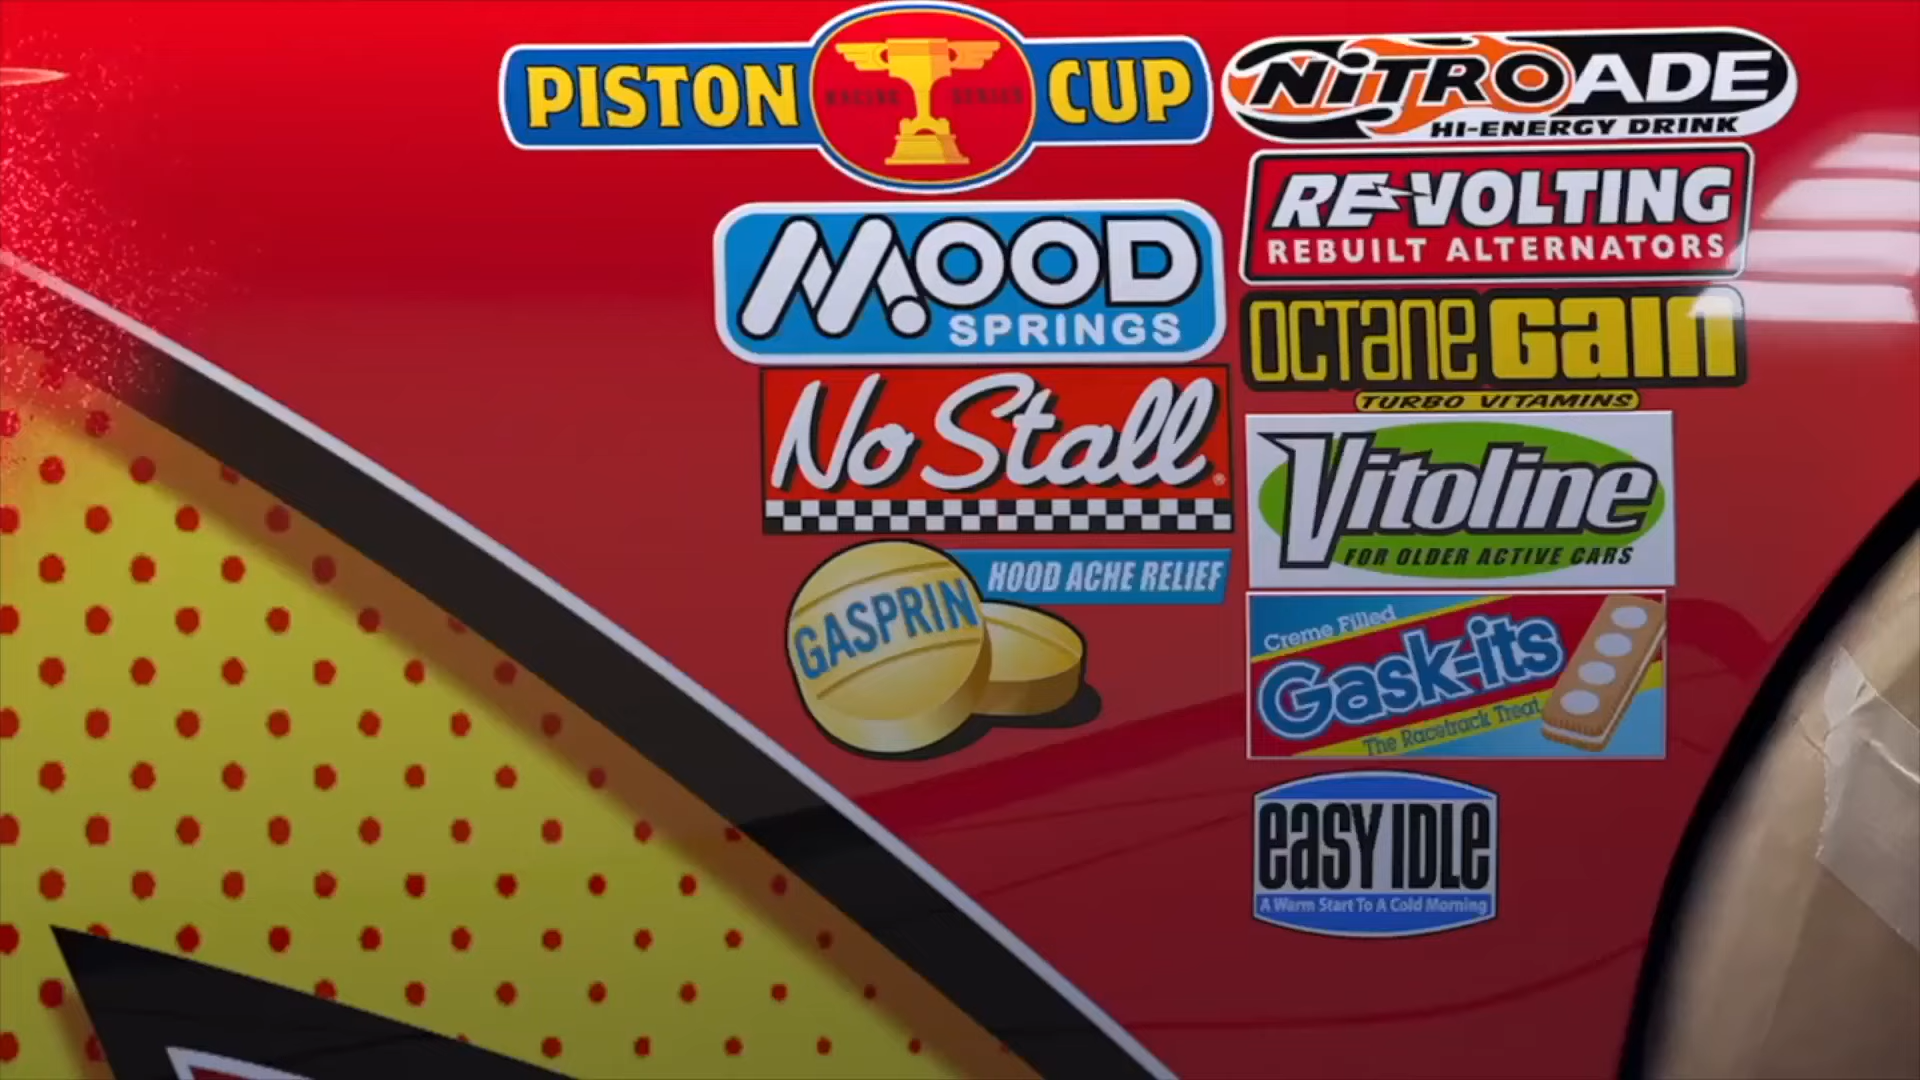 PISTON CUP
RACING SERIES
NiTROADE
HI-ENERGY DRINK
RE-VOLTING
REBUILT ALTERNATORS
MOOD
SPRINGS
OCTANE GAIN
TURBO VITAMINS
No Stall
Vitoline
FOR OLDER ACTIVE CARS
HOOD ACHE RELIEF
GASPRIN
Creme Filled
Gask-its
The Racetrack Treat
EASY IDLE
A Warm Start To A Cold Morning